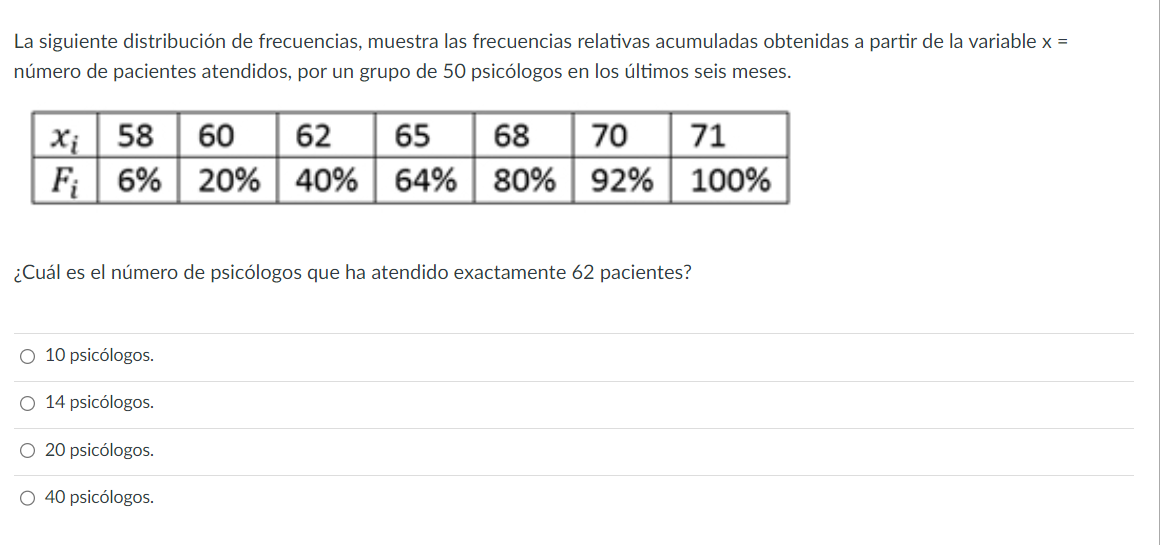 La siguiente distribución de frecuencias, muestra las frecuencias relativas acumuladas obtenidas a partir de la variable x =
número de pacientes atendidos, por un grupo de 50 psicólogos en los últimos seis meses.
xᵢ 58 60 62 65 68 70 71
Fᵢ 6% 20% 40% 64% 80% 92% 100%
¿Cuál es el número de psicólogos que ha atendido exactamente 62 pacientes?
10 psicólogos.
14 psicólogos.
20 psicólogos.
40 psicólogos.